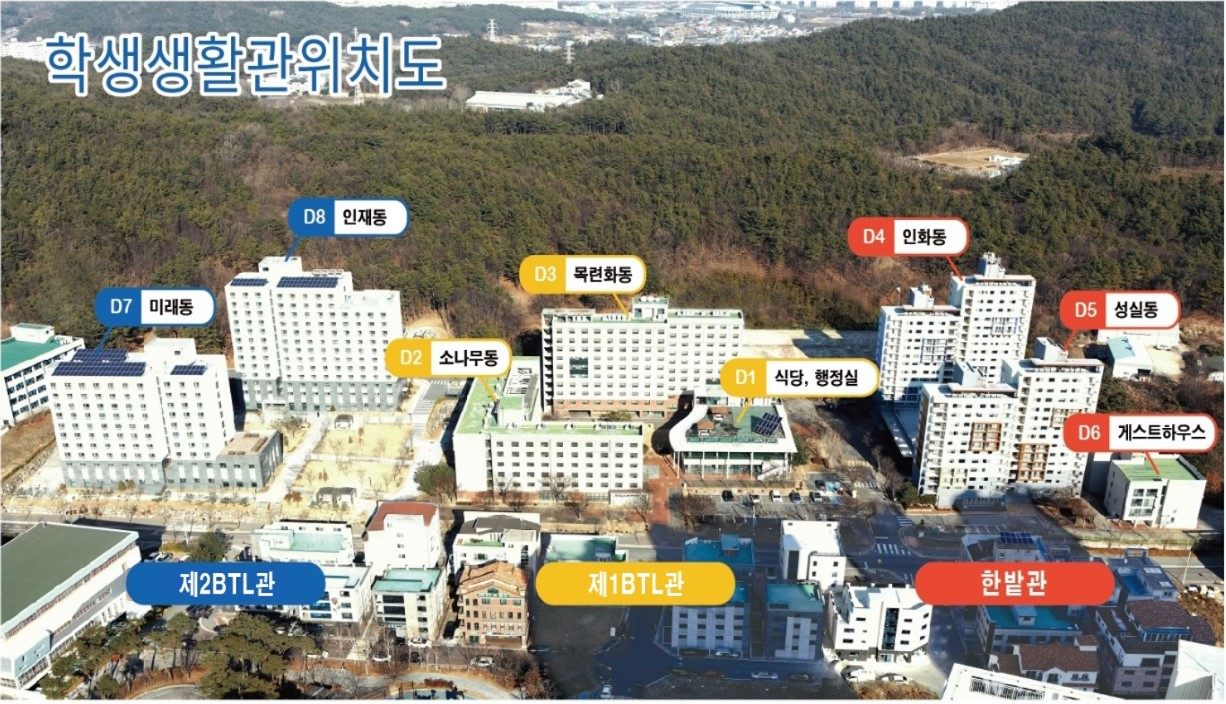 학생생활관위치도
D8 인재동
D4 인화동
D3 목련화동
D7 미래동
D5 성실동
D2 소나무동
D1 식당, 행정실
D6 게스트하우스
제2BTL관
제1BTL관
한밭관